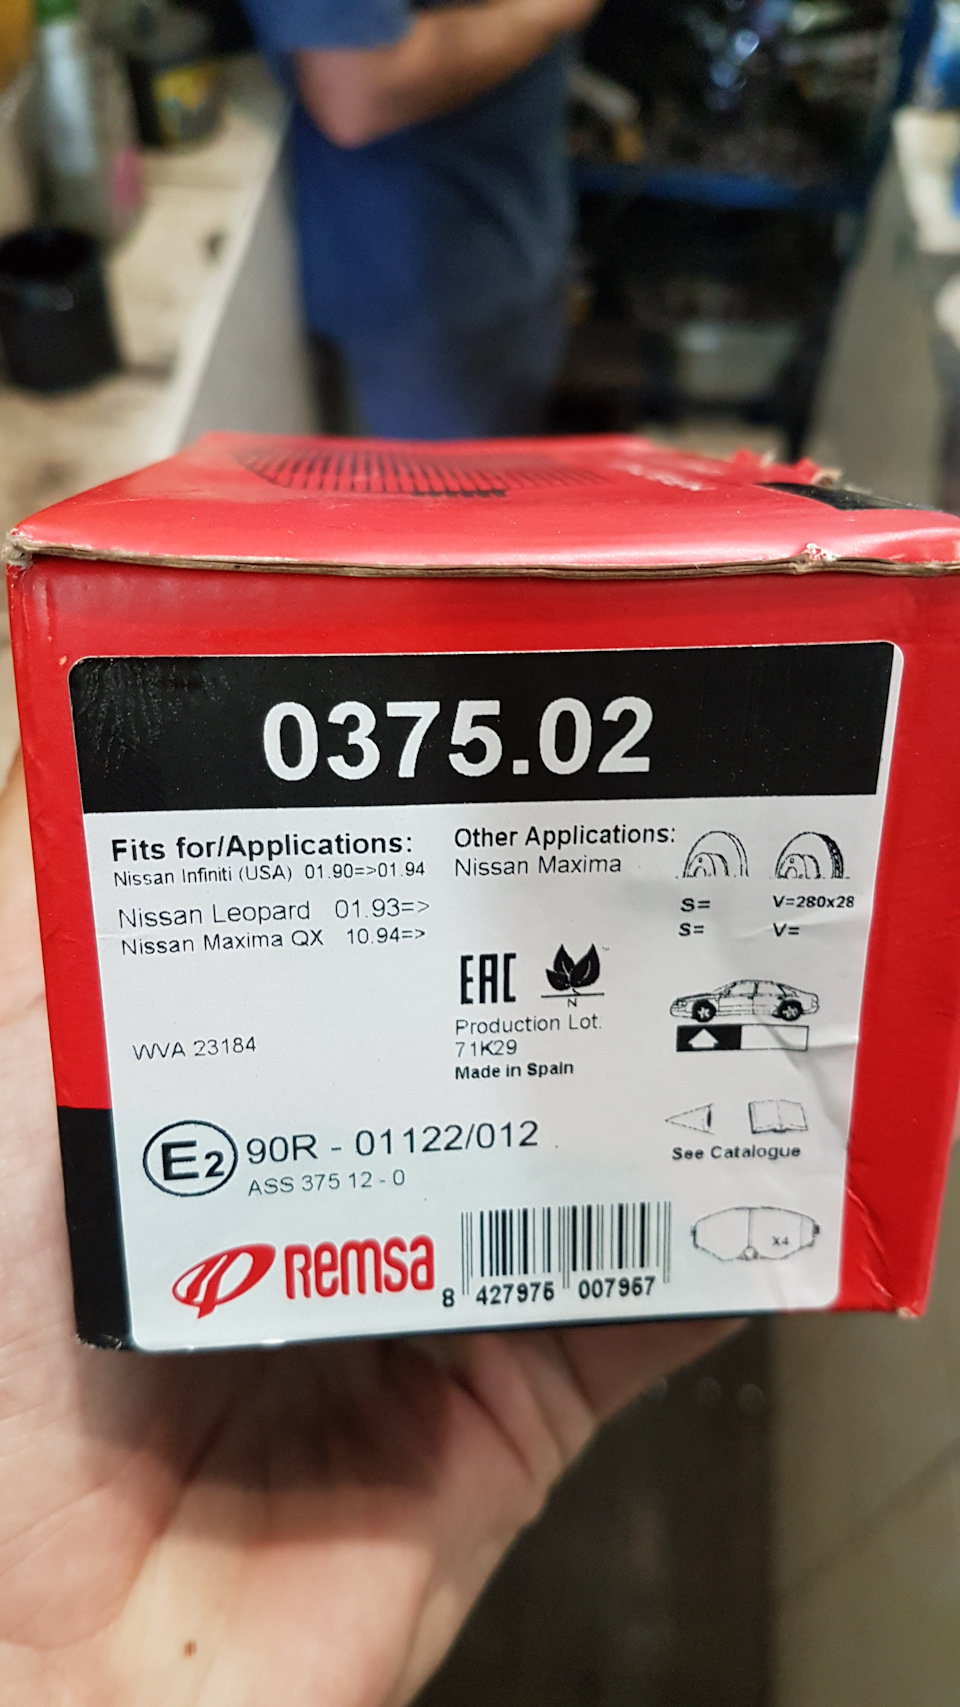 0375.02
Fits for/Applications:
Nissan Infiniti (USA) 01.90=>01.94
Nissan Leopard 01.93=>
Nissan Maxima QX 10.94=>
WVA 23184
Other Applications:
Nissan Maxima
S=
V=280x28
S=
V=
EAC
N
Production Lot.
71K29
Made in Spain
See Catalogue
E2 90R - 01122/012
ASS 375 12 - 0
Remsa
8 427975 007957
X4